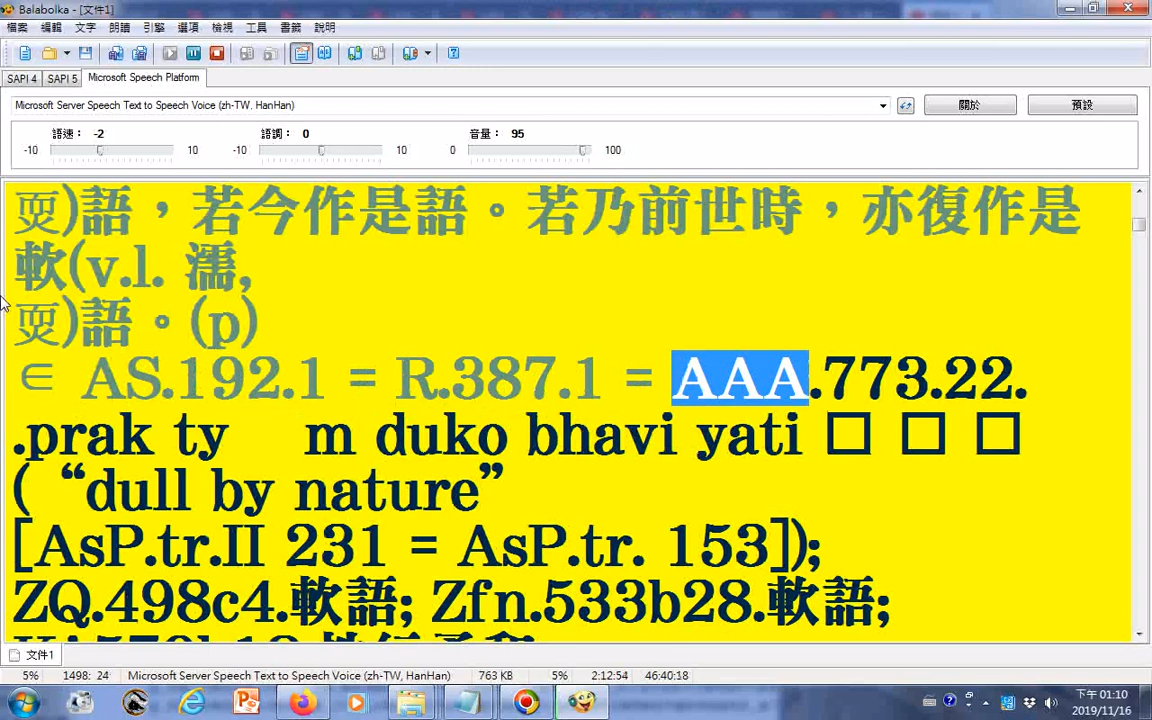 Balabolka - [文件1]
檔案 編輯 文字 朗讀 引擎 選項 檢視 工具 書籤 說明
SAPI 4 SAPI 5 Microsoft Speech Platform
Microsoft Server Speech Text to Speech Voice (zh-TW, HanHan)
關於 預設
語速： -2 語調： 0 音量： 95
-10 10 -10 10 0 100
耎)語，若今作是語。若乃前世時，亦復作是
軟(v.l. 濡,
耎)語。(p)
∈ AS.192.1 = R.387.1 = AAA.773.22.
.prak ty m duko bhavi yati □ □ □
( “dull by nature”
[AsP.tr.II 231 = AsP.tr. 153]);
ZQ.498c4.軟語; Zfn.533b28.軟語;
文件1
5% 1498: 24 Microsoft Server Speech Text to Speech Voice (zh-TW, HanHan) 763 KB 5% 2:12:54 46:40:18
下午 01:10
2019/11/16